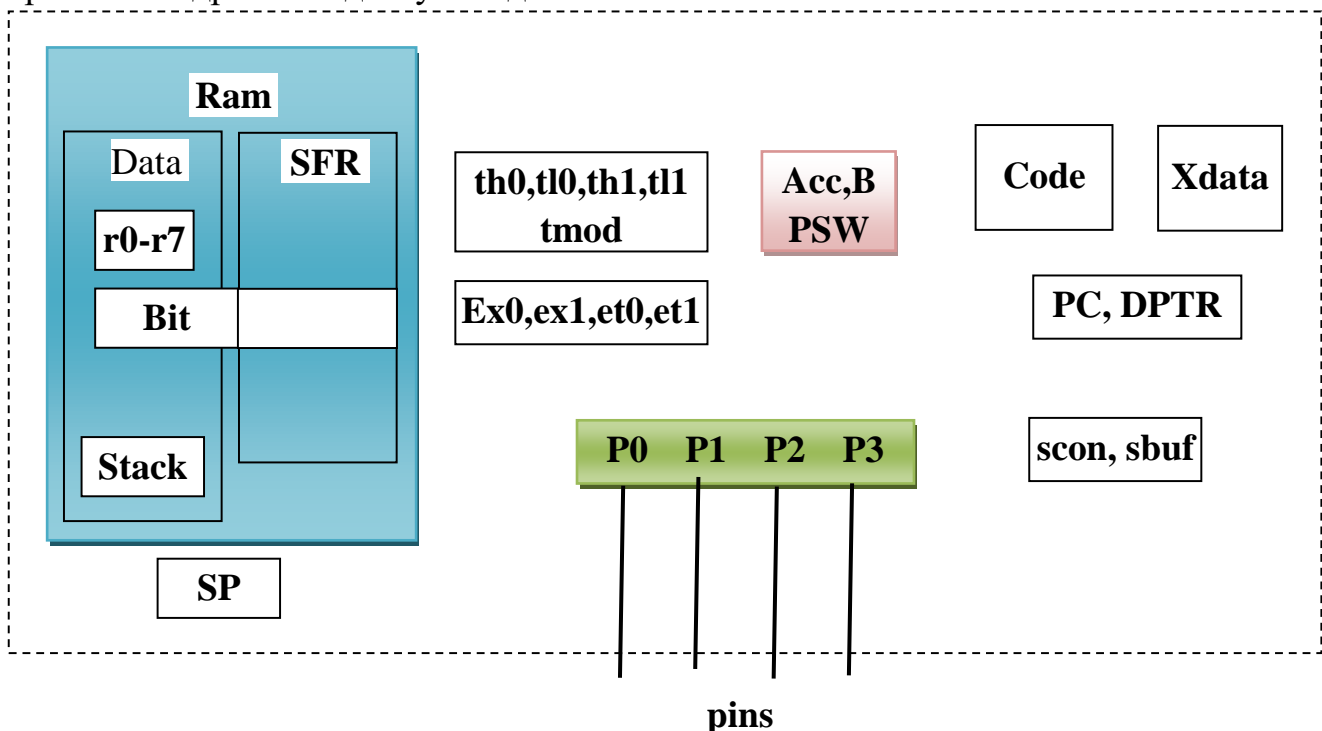 Ram
Data
SFR
r0-r7
Bit
Stack
SP
th0,tl0,th1,tl1
tmod
Ex0,ex1,et0,et1
Acc,B
PSW
Code
Xdata
PC, DPTR
P0 P1 P2 P3
scon, sbuf
pins